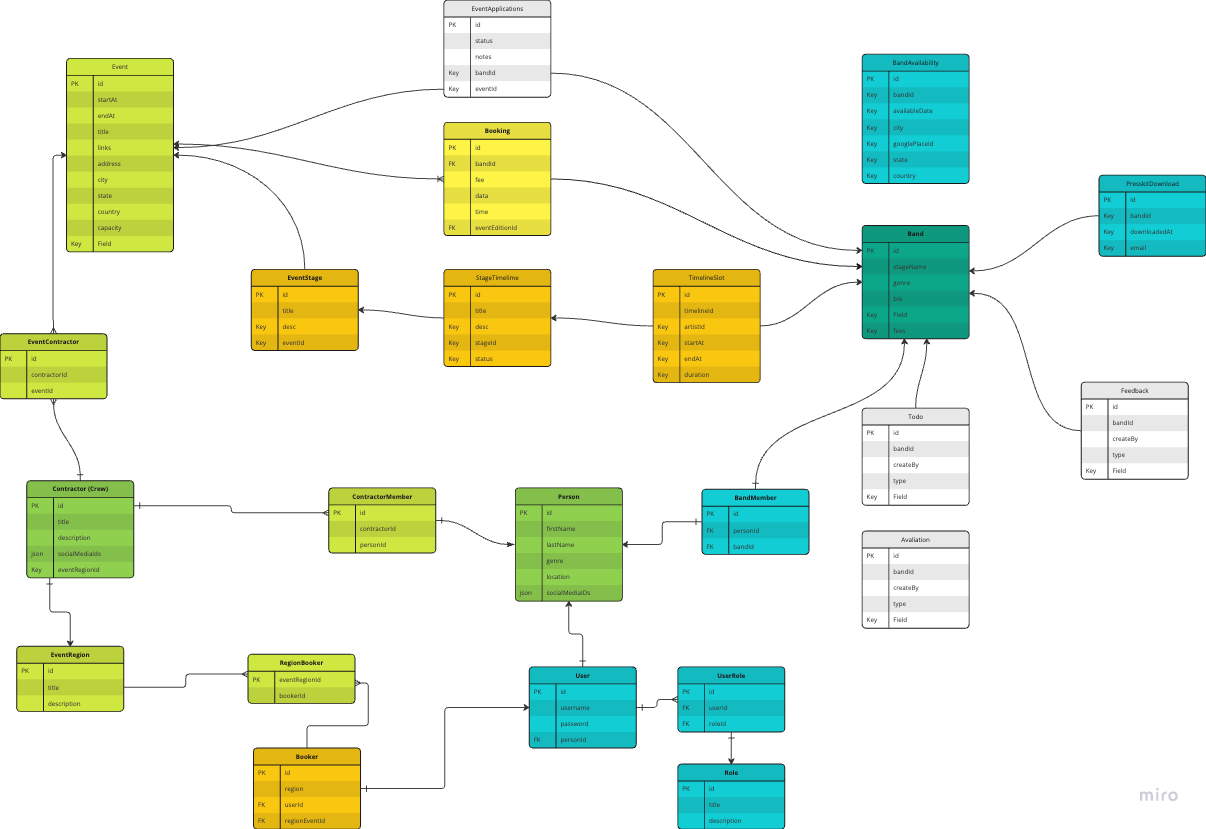 EventApplications
PK id
status
notes
Key bandId
Key eventId
Event
PK id
startAt
endAt
title
links
address
city
state
country
capacity
Key Field
BandAvailability
PK id
Key bandId
Key availableDate
Key city
Key googlePlaceId
Key state
Key country
Booking
PK id
FK bandId
fee
data
time
FK eventEditionId
PresskitDownload
PK id
Key bandId
Key downloadedAt
Key email
Band
PK id
stageName
genre
bio
Key Field
Key fees
EventStage
PK id
title
Key desc
Key eventId
StageTimelime
PK id
title
Key desc
Key stageId
Key status
TimelineSlot
PK id
timelineId
Key artistId
Key startAt
Key endAt
Key duration
EventContractor
PK id
contractorId
eventId
Feedback
PK id
bandId
createBy
type
Key Field
Todo
PK id
bandId
createBy
type
Key Field
Contractor (Crew)
PK id
title
description
json socialMediaIds
Key eventRegionId
ContractorMember
PK id
contractorId
personId
Person
PK id
firstName
lastName
genre
location
json socialMediaIDs
BandMember
PK id
FK personId
FK bandId
Avaliation
PK id
bandId
createBy
type
Key Field
EventRegion
PK id
title
description
RegionBooker
PK eventRegionId
bookerId
User
PK id
username
password
FK personId
UserRole
PK id
FK userId
FK roleId
Booker
PK id
region
FK userId
FK regionEventId
Role
PK id
title
description
miro